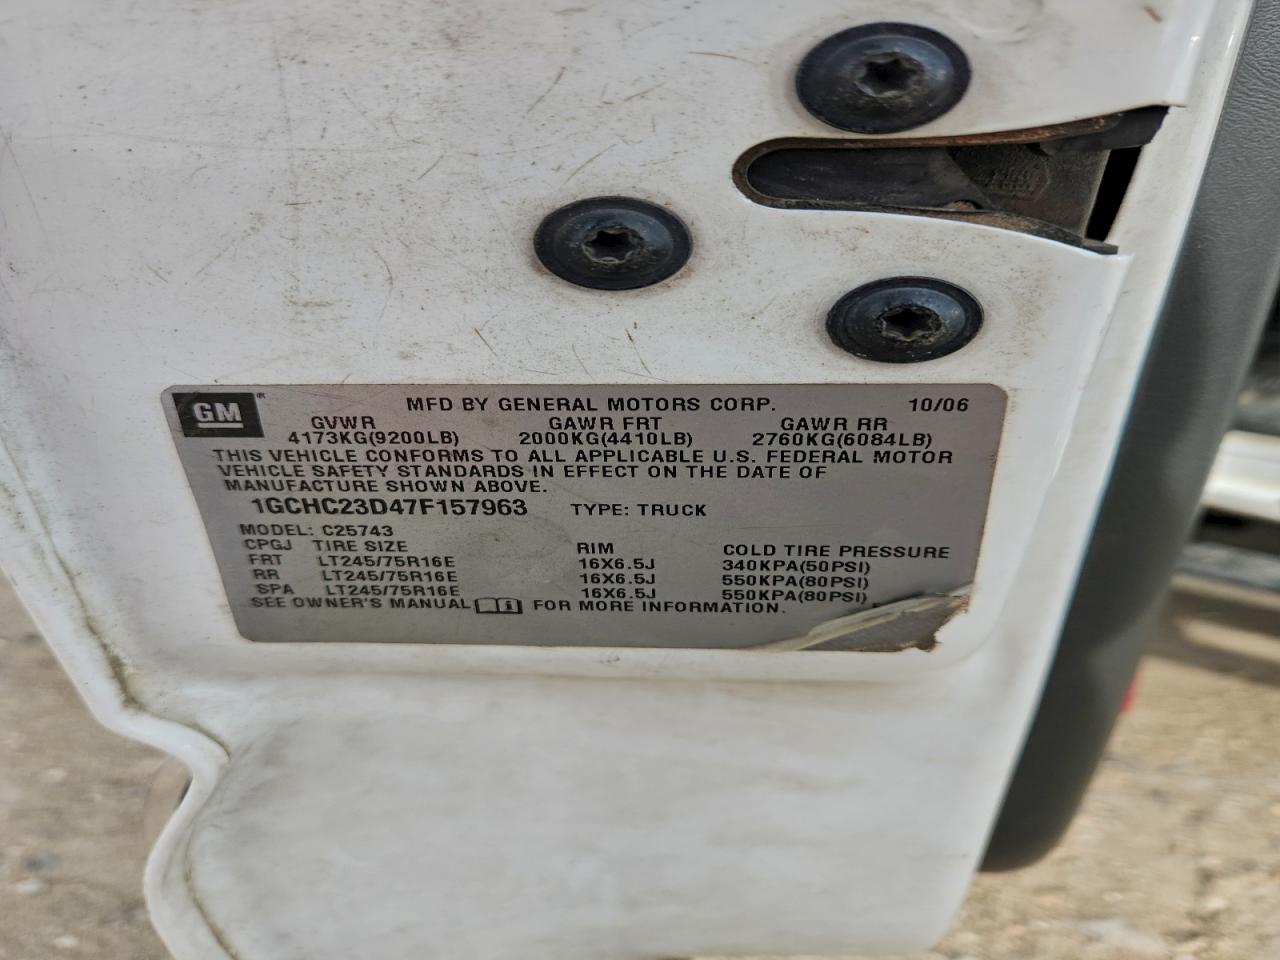 GM ®
MFD BY GENERAL MOTORS CORP. 10/06
GVWR GAWR FRT GAWR RR
4173KG(9200LB) 2000KG(4410LB) 2760KG(6084LB)
THIS VEHICLE CONFORMS TO ALL APPLICABLE U.S. FEDERAL MOTOR
VEHICLE SAFETY STANDARDS IN EFFECT ON THE DATE OF
MANUFACTURE SHOWN ABOVE.
1GCHC23D47F157963 TYPE: TRUCK
MODEL: C25743
CPGJ TIRE SIZE RIM COLD TIRE PRESSURE
FRT LT245/75R16E 16X6.5J 340KPA(50PSI)
RR LT245/75R16E 16X6.5J 550KPA(80PSI)
SPA LT245/75R16E 16X6.5J 550KPA(80PSI)
SEE OWNER'S MANUAL FOR MORE INFORMATION.